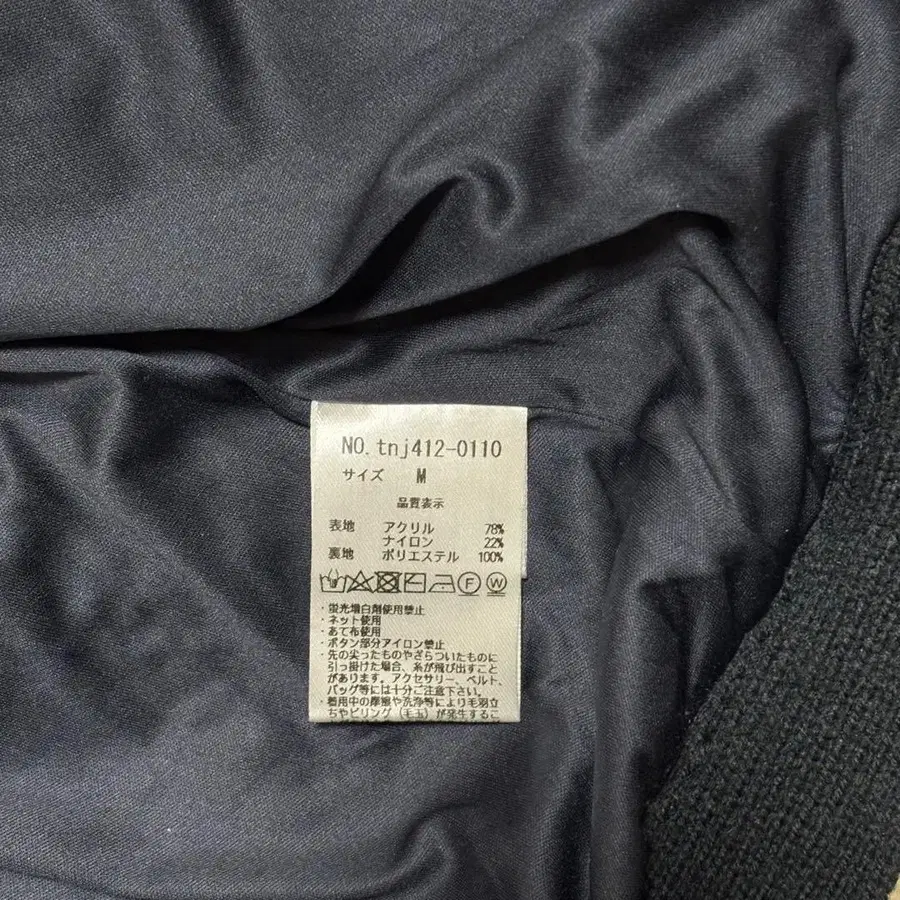 NO. tnj412-0110
サイズ M
品質表示
表地 アクリル 78%
ナイロン 22%
裏地 ポリエステル 100%
F W
・蛍光増白剤使用禁止
・ネット使用
・あて布使用
・ボタン部分アイロン禁止
・先の尖ったものやざらついたものに
引っ掛けた場合、糸が飛び出すこと
があります。アクセサリー、ベルト、
バッグ等には十分ご注意下さい。
・着用中の摩擦や洗浄等により毛羽立
ちやピリング(毛玉)が発生するこ